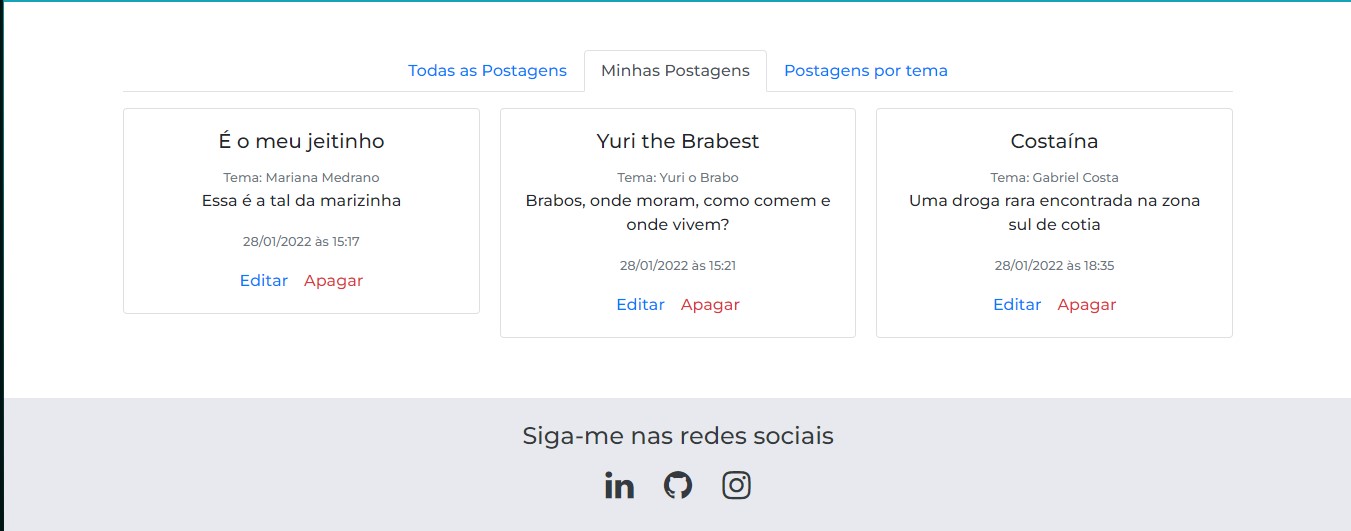 Todas as Postagens
Minhas Postagens
Postagens por tema
É o meu jeitinho
Tema: Mariana Medrano
Essa é a tal da marizinha
28/01/2022 às 15:17
Editar Apagar
Yuri the Brabest
Tema: Yuri o Brabo
Brabos, onde moram, como comem e
onde vivem?
28/01/2022 às 15:21
Editar Apagar
Costaína
Tema: Gabriel Costa
Uma droga rara encontrada na zona
sul de cotia
28/01/2022 às 18:35
Editar Apagar
Siga-me nas redes sociais
in